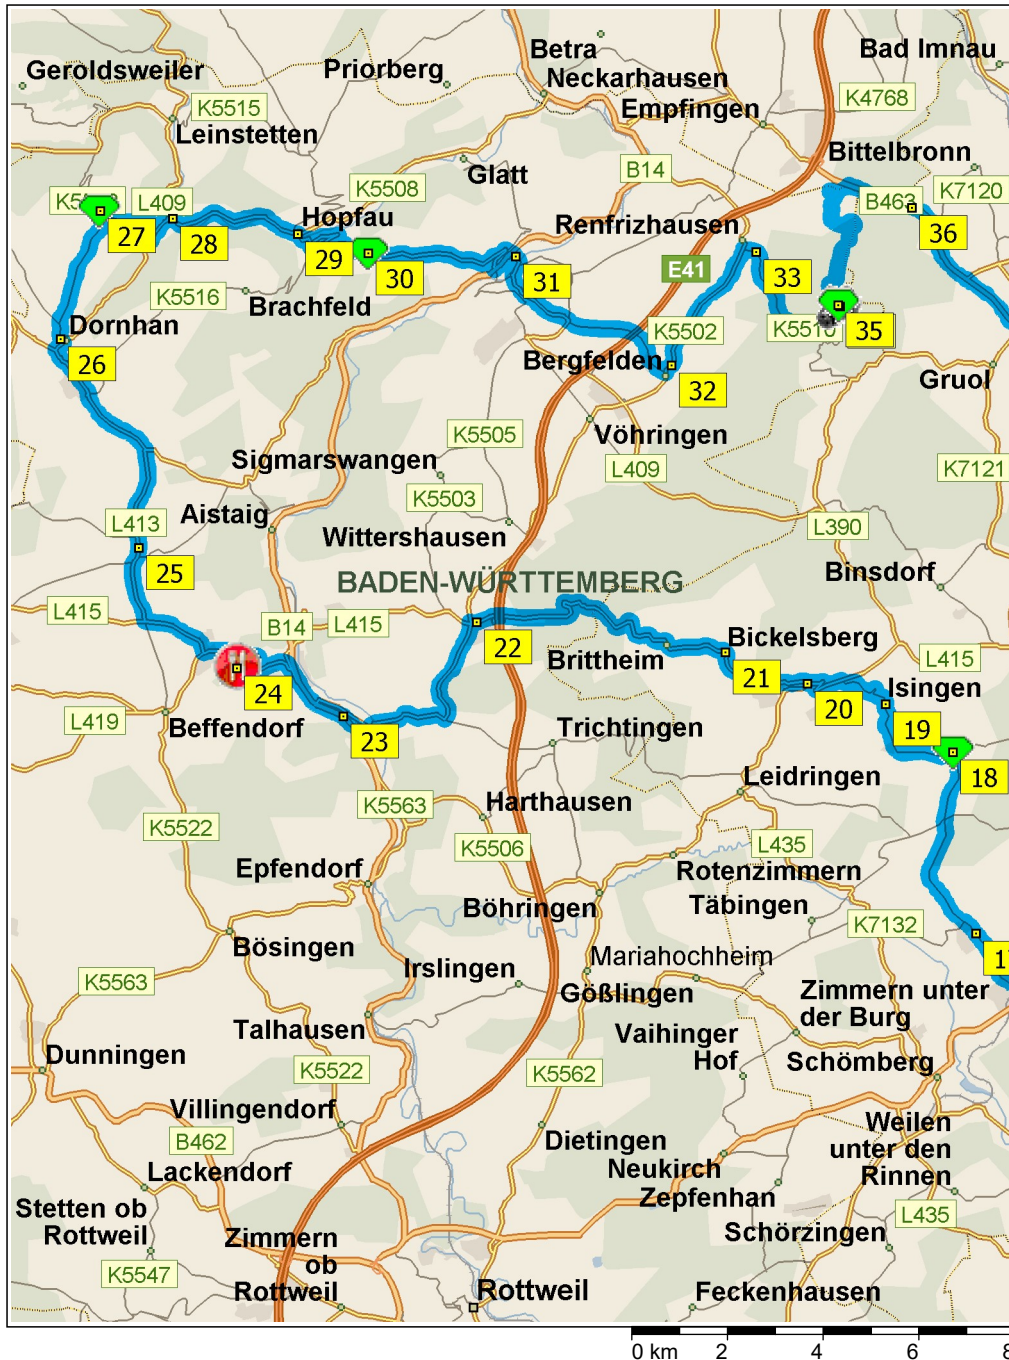 Betra
Bad Imnau
Geroldsweiler
Priorberg
Neckarhausen
K5515
K4768
Empfingen
Leinstetten
Bittelbronn
Glatt
B14
K5508
K7120
L409
B463
Hopfau
Renfrizhausen
27
28
29
36
30
31
33
E41
K5516
Brachfeld
Dornhan
K5502
35
26
Bergfelden
Gruol
32
Vöhringen
K5505
Sigmarswangen
L409
K7121
K5503
Aistaig
L413
Wittershausen
L390
25
BADEN-WÜRTTEMBERG
Binsdorf
L415
B14
L415
22
Bickelsberg
Brittheim
L415
24
21
Isingen
20
L419
Beffendorf
23
Trichtingen
19
18
Leidringen
K5563
Harthausen
K5522
K5506
L435
Epfendorf
Rotenzimmern
Böhringen
Täbingen
K7132
Bösingen
Mariahochheim
Irslingen
K5563
Gößlingen
Zimmern unter
der Burg
Talhausen
Vaihinger
Hof
Dunningen
Schömberg
K5522
K5562
Villingendorf
Weilen
unter den
Rinnen
B462
Dietingen
Neukirch
Lackendorf
Zepfenhan
Stetten ob
Rottweil
L435
Zimmern
ob
Rottweil
Schörzingen
K5547
Rottweil
Feckenhausen
0 km 2 4 6 8